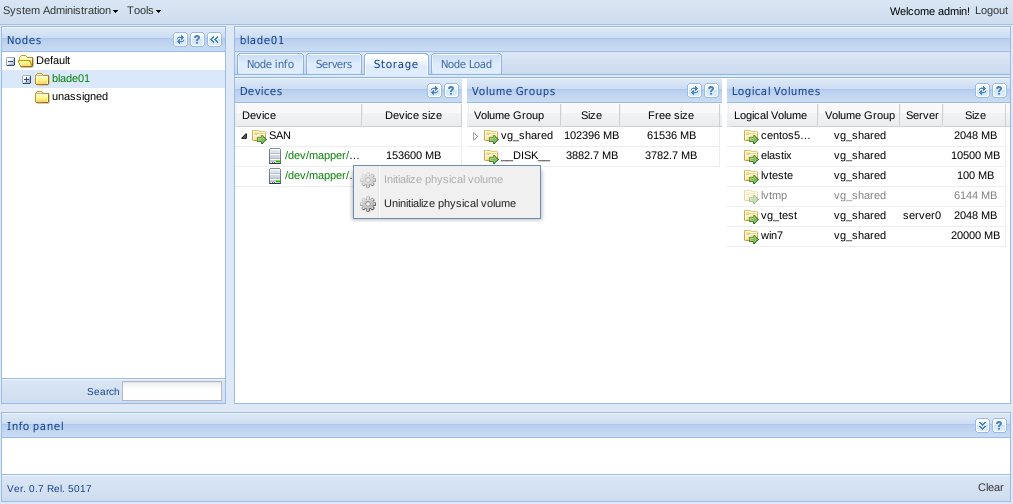 System Administration Tools Welcome admin! Logout
Nodes
Default
blade01
unassigned
Search
blade01
Node info Servers Storage Node Load
Devices
Device Device size
SAN
/dev/mapper/... 153600 MB
/dev/mapper/...
Initialize physical volume
Uninitialize physical volume
Volume Groups
Volume Group Size Free size
vg_shared 102396 MB 61536 MB
__DISK__ 3882.7 MB 3782.7 MB
Logical Volumes
Logical Volume Volume Group Server Size
centos5... vg_shared 2048 MB
elastix vg_shared 10500 MB
lvteste vg_shared 100 MB
lvtmp vg_shared 6144 MB
vg_test vg_shared server0 2048 MB
win7 vg_shared 20000 MB
Info panel
Ver. 0.7 Rel. 5017 Clear